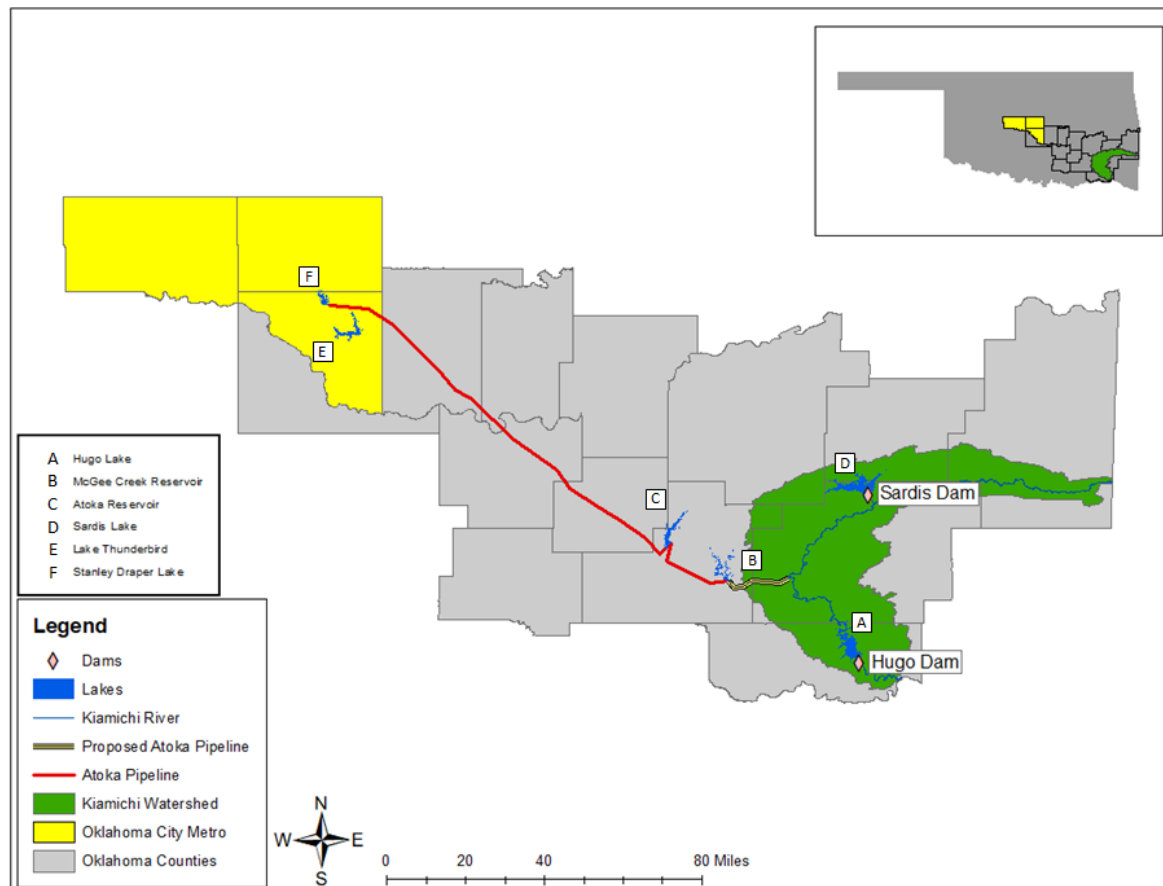 F
E
C
D
Sardis Dam
B
A
Hugo Dam
A Hugo Lake
B McGee Creek Reservoir
C Atoka Reservoir
D Sardis Lake
E Lake Thunderbird
F Stanley Draper Lake
Legend
Dams
Lakes
Kiamichi River
Proposed Atoka Pipeline
Atoka Pipeline
Kiamichi Watershed
Oklahoma City Metro
Oklahoma Counties
N
W E
S
0 20 40 80 Miles